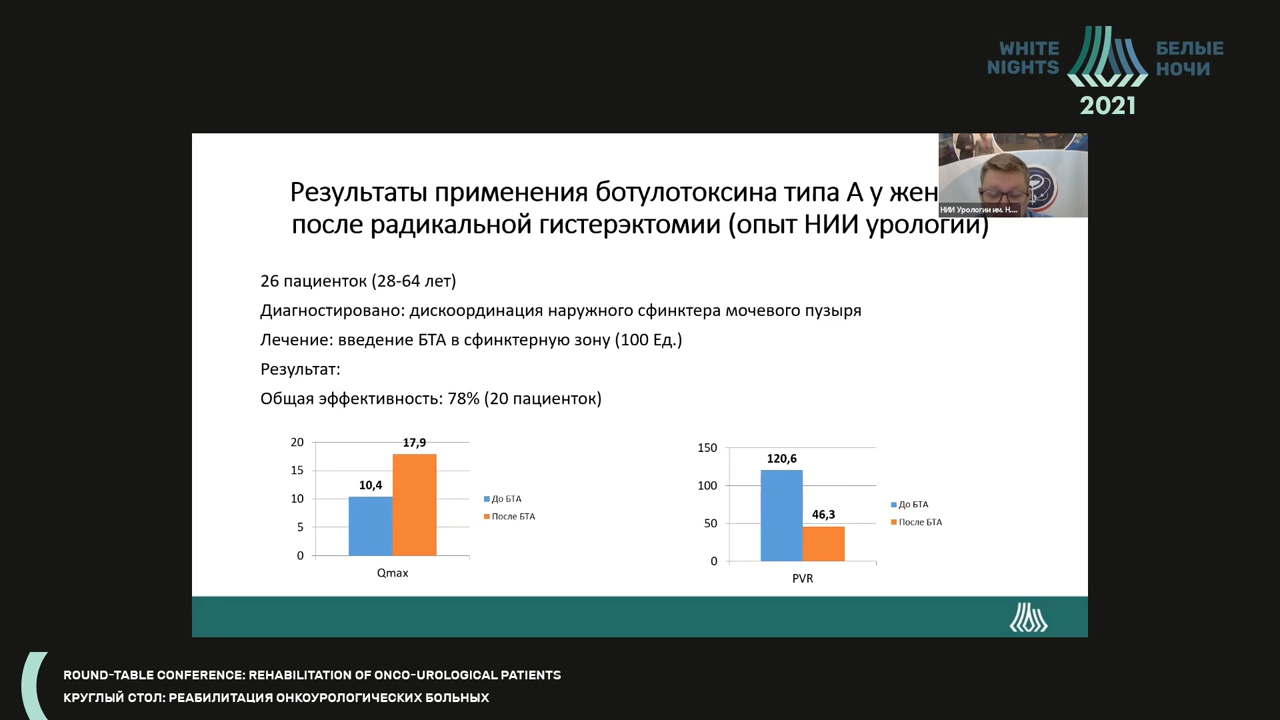 WHITE NIGHTS
БЕЛЫЕ НОЧИ
2021
Результаты применения ботулотоксина типа А у жен
после радикальной гистерэктомии (опыт НИИ урологии)
НИИ Урологии им. Н....
26 пациенток (28-64 лет)
Диагностировано: дискоординация наружного сфинктера мочевого пузыря
Лечение: введение БТА в сфинктерную зону (100 Ед.)
Результат:
Общая эффективность: 78% (20 пациенток)
20
15
10
5
0
10,4
17,9
Qmax
До БТА
После БТА
150
100
50
0
120,6
46,3
PVR
До БТА
После БТА
ROUND-TABLE CONFERENCE: REHABILITATION OF ONCO-UROLOGICAL PATIENTS
КРУГЛЫЙ СТОЛ: РЕАБИЛИТАЦИЯ ОНКОУРОЛОГИЧЕСКИХ БОЛЬНЫХ